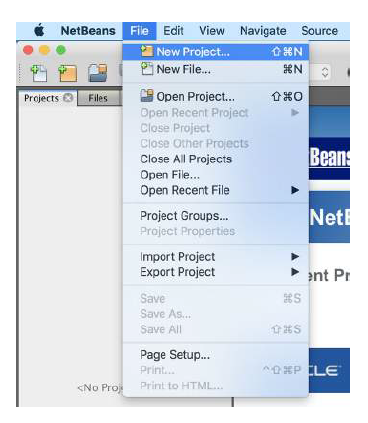 NetBeans File Edit View Navigate Source
New Project... ⇧⌘N
New File... ⌘N
Projects Files
Open Project... ⇧⌘O
Open Recent Project ▶
Close Project
Close Other Projects
Close All Projects
Open File...
Open Recent File ▶
Project Groups...
Project Properties
Import Project ▶
Export Project ▶
Save ⌘S
Save As...
Save All ⇧⌘S
Page Setup...
Print... ^⌥⌘P
Print to HTML...
Beans
Net
ent Pr
CLE
<No Proj